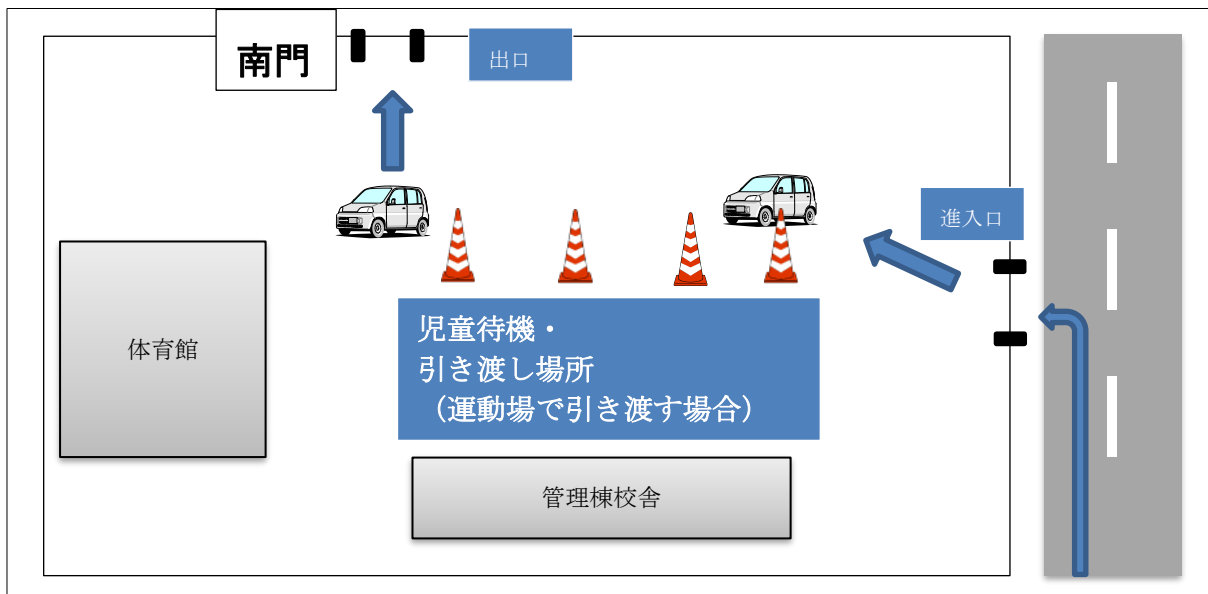 南門
出口
進入口
体育館
児童待機・
引き渡し場所
（運動場で引き渡す場合）
管理棟校舎